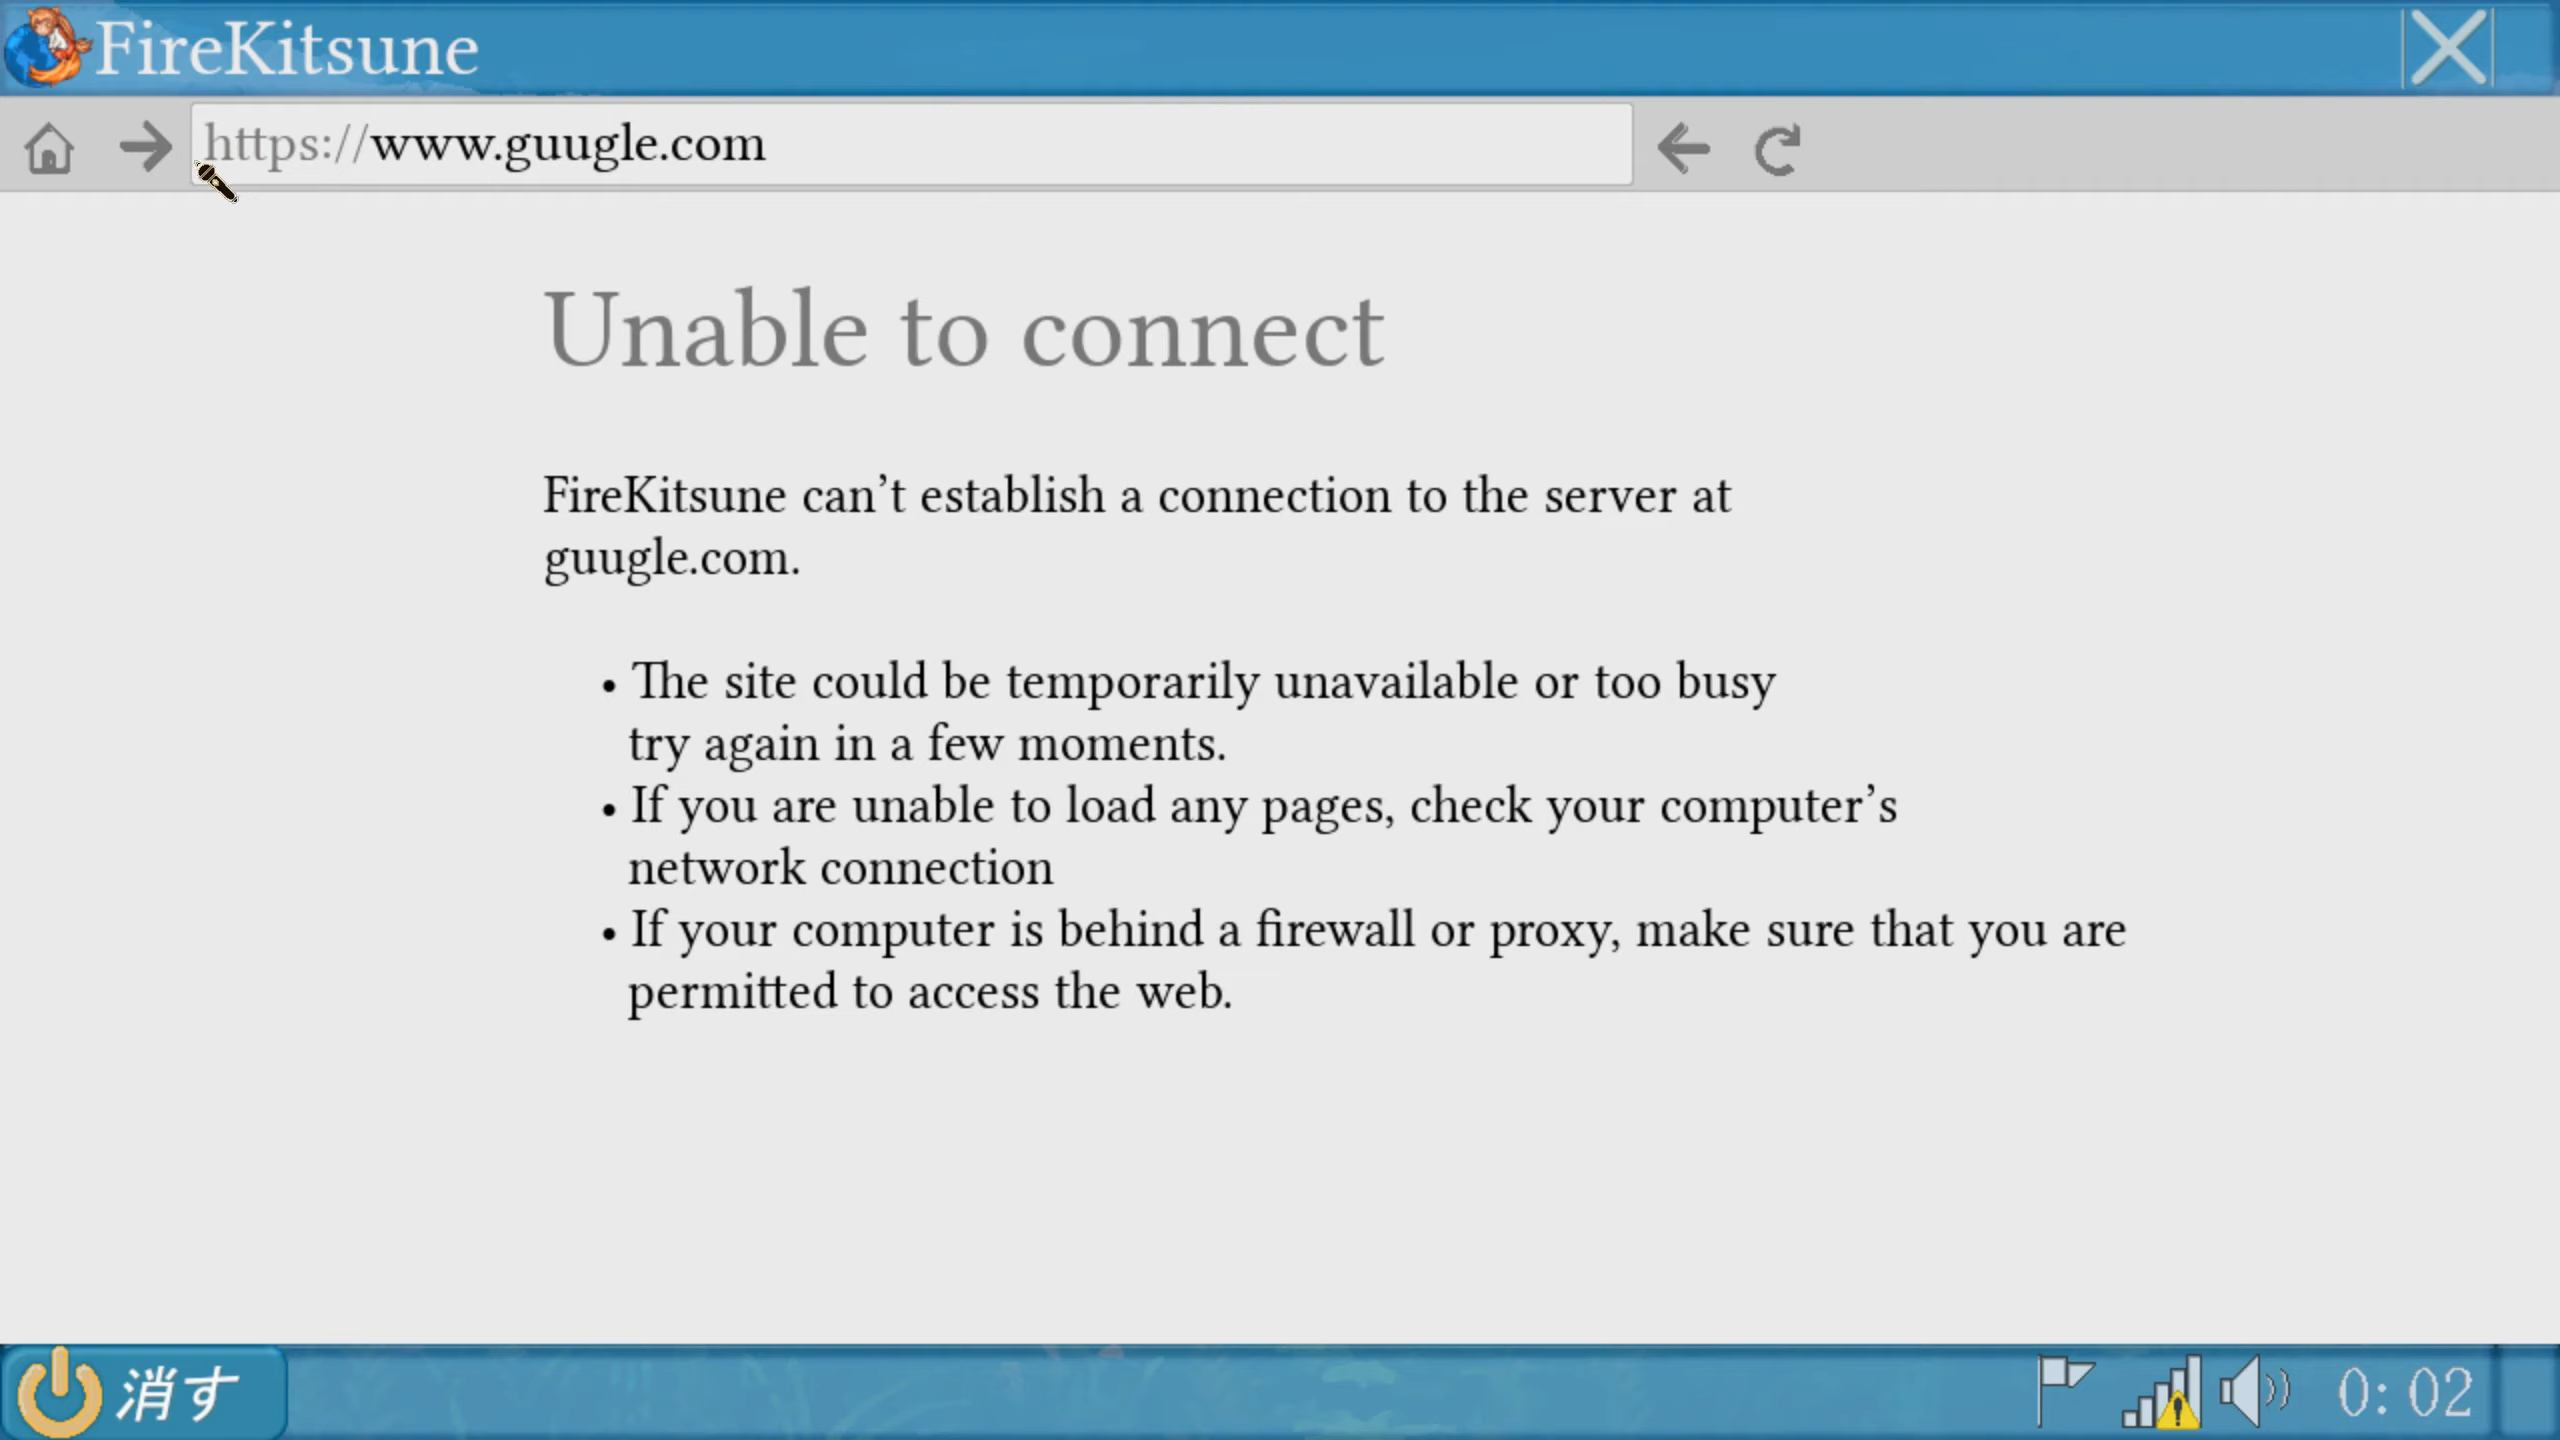 FireKitsune
https://www.guugle.com
Unable to connect
FireKitsune can’t establish a connection to the server at
guugle.com.
• The site could be temporarily unavailable or too busy
try again in a few moments.
• If you are unable to load any pages, check your computer’s
network connection
• If your computer is behind a firewall or proxy, make sure that you are
permitted to access the web.
消す
0: 02